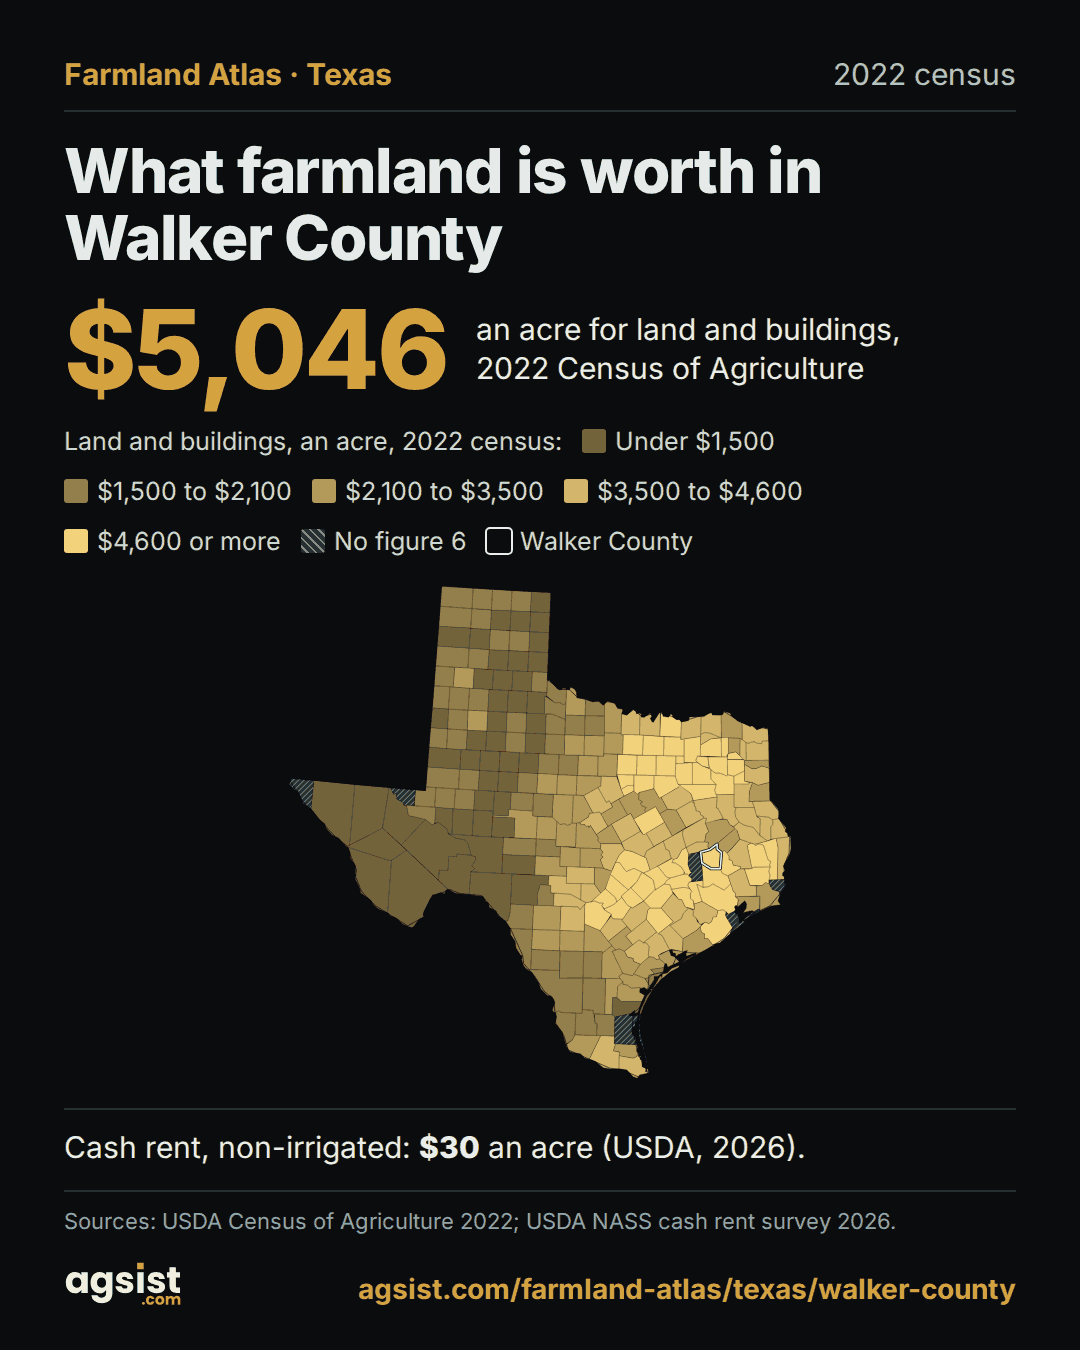 Farmland Atlas · Texas
2022 census
What farmland is worth in
Walker County
$5,046
an acre for land and buildings,
2022 Census of Agriculture
Land and buildings, an acre, 2022 census: Under $1,500
$1,500 to $2,100 $2,100 to $3,500 $3,500 to $4,600
$4,600 or more No figure 6 Walker County
Cash rent, non-irrigated: $30 an acre (USDA, 2026).
Sources: USDA Census of Agriculture 2022; USDA NASS cash rent survey 2026.
agsist
.com
agsist.com/farmland-atlas/texas/walker-county